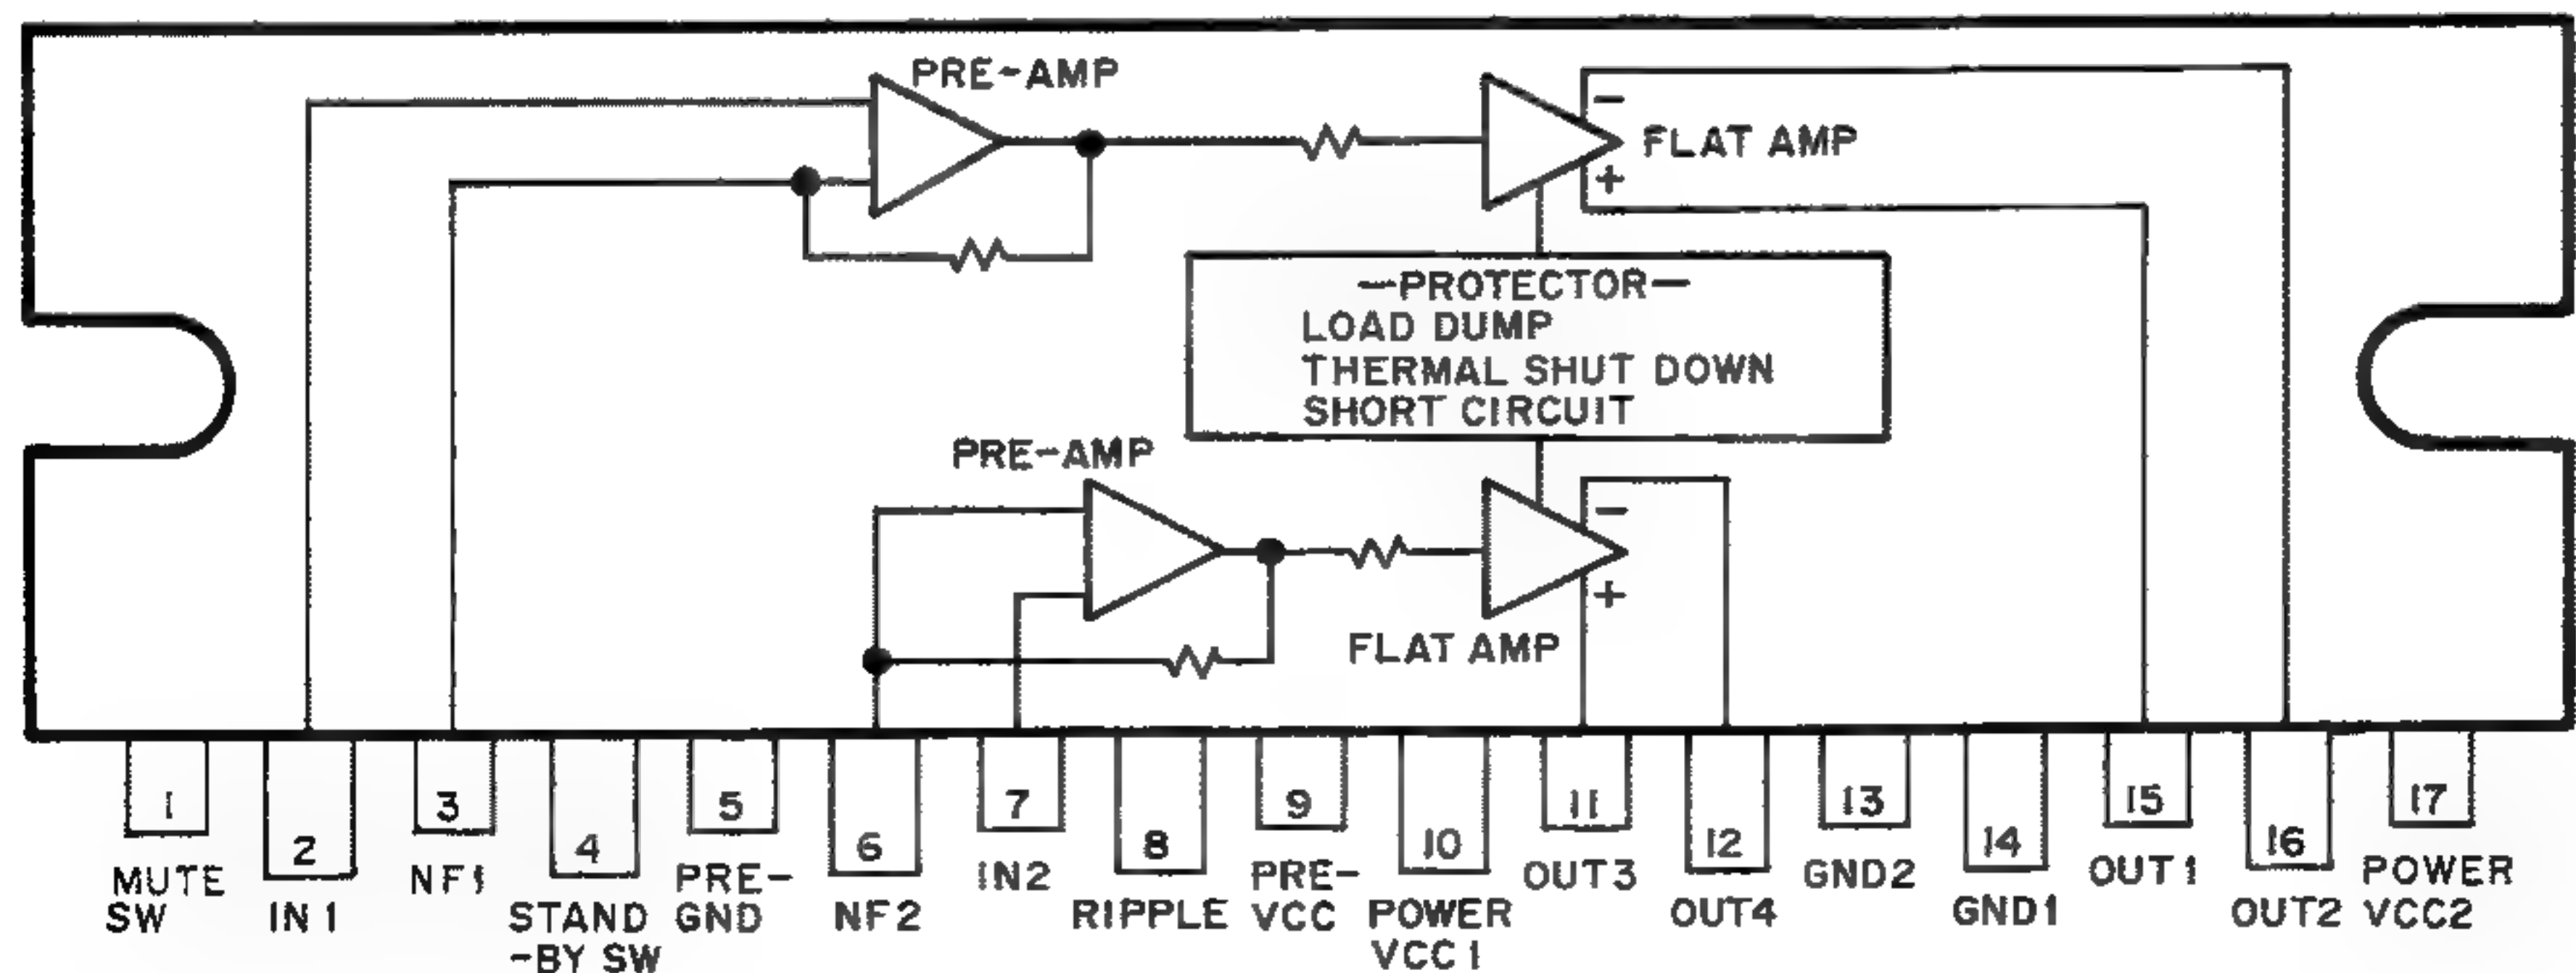 PRE-AMP
−
FLAT AMP
+
—PROTECTOR—
LOAD DUMP
THERMAL SHUT DOWN
SHORT CIRCUIT
PRE-AMP
−
+
FLAT AMP
1
2
3
4
5
6
7
8
9
10
11
12
13
14
15
16
17
MUTE
SW
IN 1
NF1
STAND
-BY SW
PRE-
GND
NF2
IN2
RIPPLE
PRE-
VCC
POWER
VCC1
OUT3
OUT4
GND2
GND1
OUT1
OUT2
POWER
VCC2